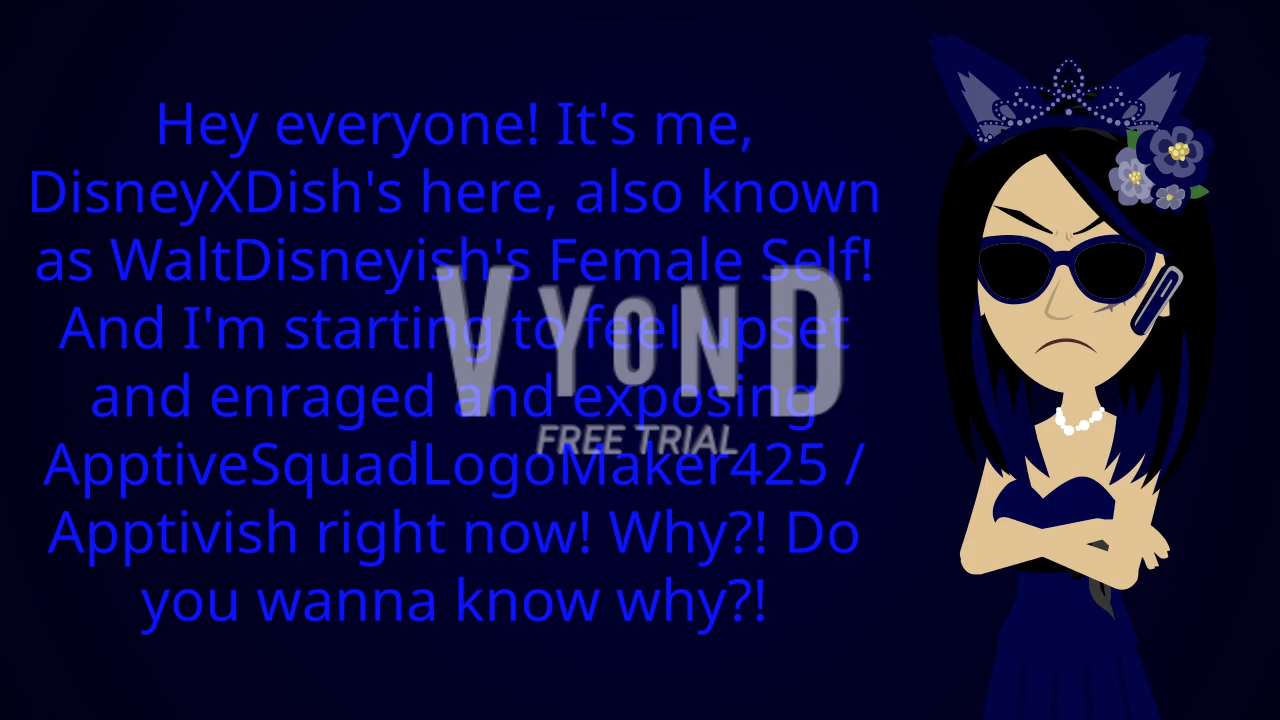 Hey everyone! It's me,
DisneyXDish's here, also known
as WaltDisneyish's Female Self!
And I'm starting to feel upset
and enraged and exposing
ApptiveSquadLogoMaker425 /
Apptivish right now! Why?! Do
you wanna know why?!
VYOND
FREE TRIAL